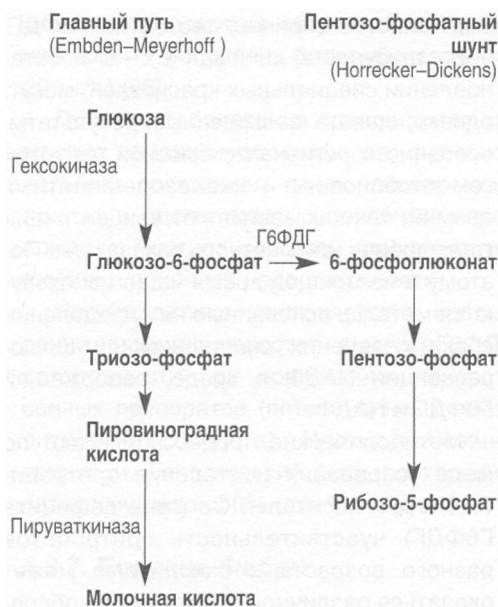 Главный путь
(Embden–Meyerhoff )
Пентозо-фосфатный
шунт
(Horrecker–Dickens)
Глюкоза
Гексокиназа
Г6ФДГ
Глюкозо-6-фосфат
6-фосфоглюконат
Триозо-фосфат
Пентозо-фосфат
Пировиноградная
кислота
Рибозо-5-фосфат
Пируваткиназа
Молочная кислота